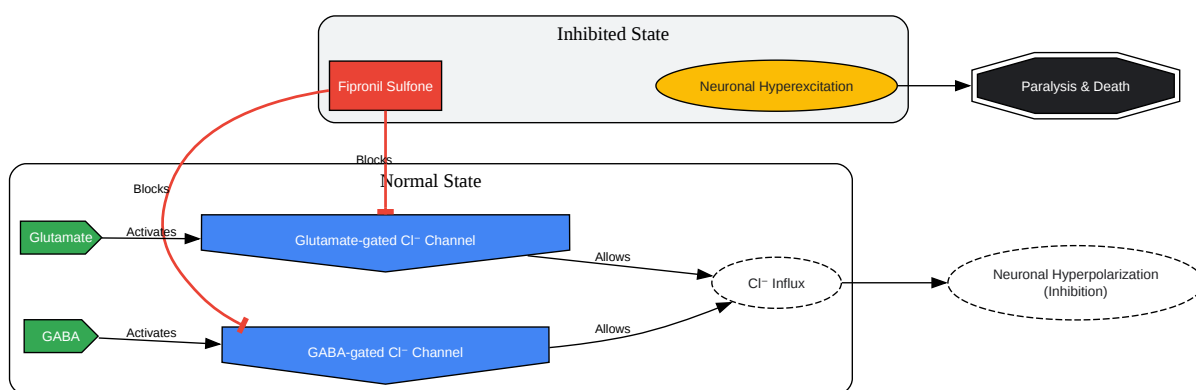 Inhibited State
Fipronil Sulfone
Neuronal Hyperexcitation
Paralysis & Death
Blocks
Normal State
Blocks
Glutamate
Activates
Glutamate-gated Cl⁻ Channel
Allows
Cl⁻ Influx
Neuronal Hyperpolarization
(Inhibition)
GABA
Activates
GABA-gated Cl⁻ Channel
Allows